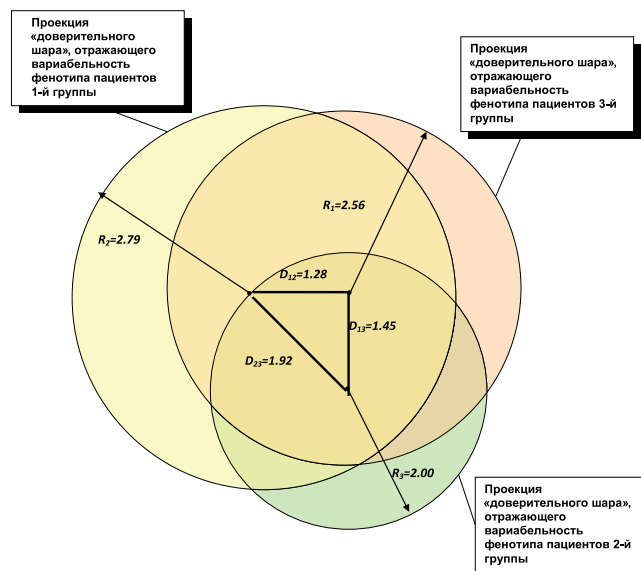 Проекция
«доверительного
шара», отражающего
вариабельность
фенотипа пациентов
1-й группы
Проекция
«доверительного шара»,
отражающего
вариабельность
фенотипа пациентов 3-й
группы
R₁=2.56
R₂=2.79
D₁₂=1.28
D₁₃=1.45
D₂₃=1.92
R₃=2.00
Проекция
«доверительного шара»,
отражающего
вариабельность
фенотипа пациентов 2-й
группы